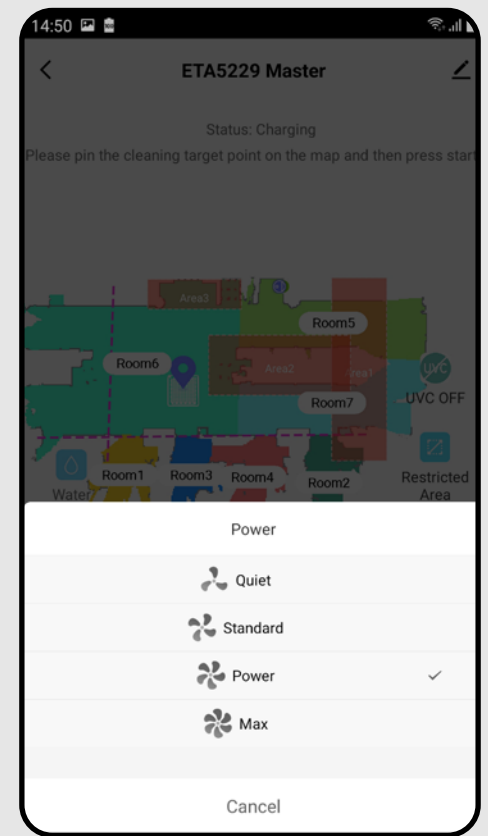 14:50
ETA5229 Master
Status: Charging
Please pin the cleaning target point on the map and then press start
Area3
3
Room5
Room6
Area2
Area1
UVC
Room7
UVC OFF
Room1
Room3
Room4
Room2
Water
Restricted
Area
Power
Quiet
Standard
Power
Max
Cancel